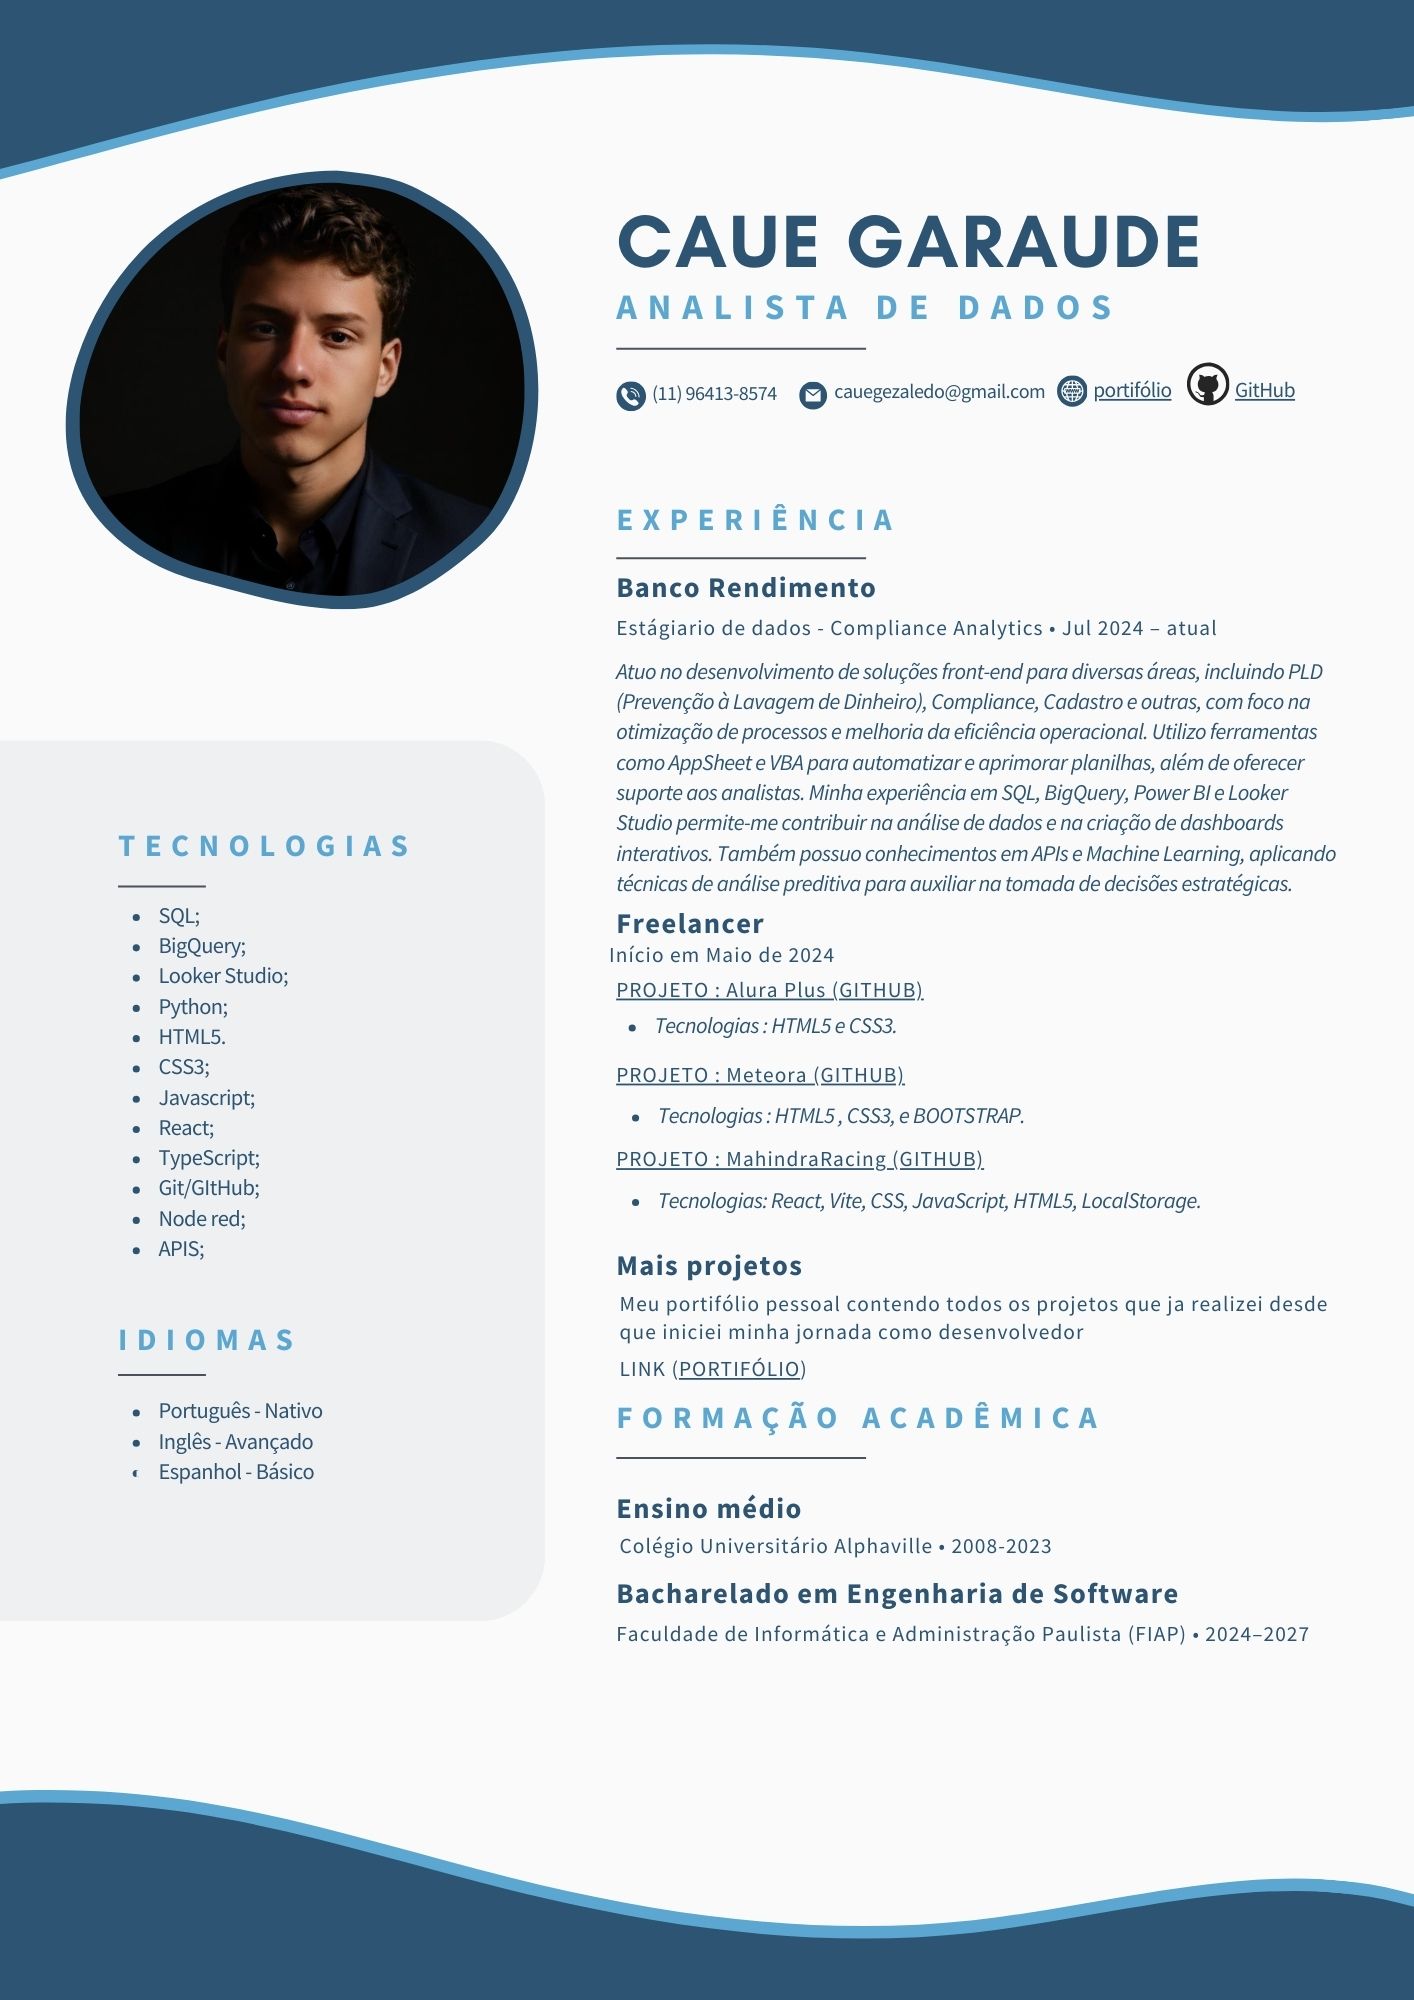 CAUE GARAUDE
ANALISTA DE DADOS
(11) 96413-8574 cauegezaledo@gmail.com portifólio GitHub
EXPERIÊNCIA
Banco Rendimento
Estágiario de dados - Compliance Analytics • Jul 2024 – atual
Atuo no desenvolvimento de soluções front-end para diversas áreas, incluindo PLD
(Prevenção à Lavagem de Dinheiro), Compliance, Cadastro e outras, com foco na
otimização de processos e melhoria da eficiência operacional. Utilizo ferramentas
como AppSheet e VBA para automatizar e aprimorar planilhas, além de oferecer
suporte aos analistas. Minha experiência em SQL, BigQuery, Power BI e Looker
Studio permite-me contribuir na análise de dados e na criação de dashboards
interativos. Também possuo conhecimentos em APIs e Machine Learning, aplicando
técnicas de análise preditiva para auxiliar na tomada de decisões estratégicas.
Freelancer
Início em Maio de 2024
PROJETO : Alura Plus (GITHUB)
• Tecnologias : HTML5 e CSS3.
PROJETO : Meteora (GITHUB)
• Tecnologias : HTML5 , CSS3, e BOOTSTRAP.
PROJETO : MahindraRacing (GITHUB)
• Tecnologias: React, Vite, CSS, JavaScript, HTML5, LocalStorage.
Mais projetos
Meu portifólio pessoal contendo todos os projetos que ja realizei desde
que iniciei minha jornada como desenvolvedor
LINK (PORTIFÓLIO)
FORMAÇÃO ACADÊMICA
Ensino médio
Colégio Universitário Alphaville • 2008-2023
Bacharelado em Engenharia de Software
Faculdade de Informática e Administração Paulista (FIAP) • 2024–2027
TECNOLOGIAS
• SQL;
• BigQuery;
• Looker Studio;
• Python;
• HTML5.
• CSS3;
• Javascript;
• React;
• TypeScript;
• Git/GItHub;
• Node red;
• APIS;
IDIOMAS
• Português - Nativo
• Inglês - Avançado
• Espanhol - Básico